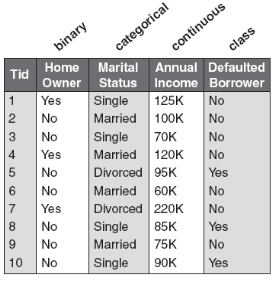 binary categorical continuous class
Tid Home Owner Marital Status Annual Income Defaulted Borrower
1 Yes Single 125K No
2 No Married 100K No
3 No Single 70K No
4 Yes Married 120K No
5 No Divorced 95K Yes
6 No Married 60K No
7 Yes Divorced 220K No
8 No Single 85K Yes
9 No Married 75K No
10 No Single 90K Yes